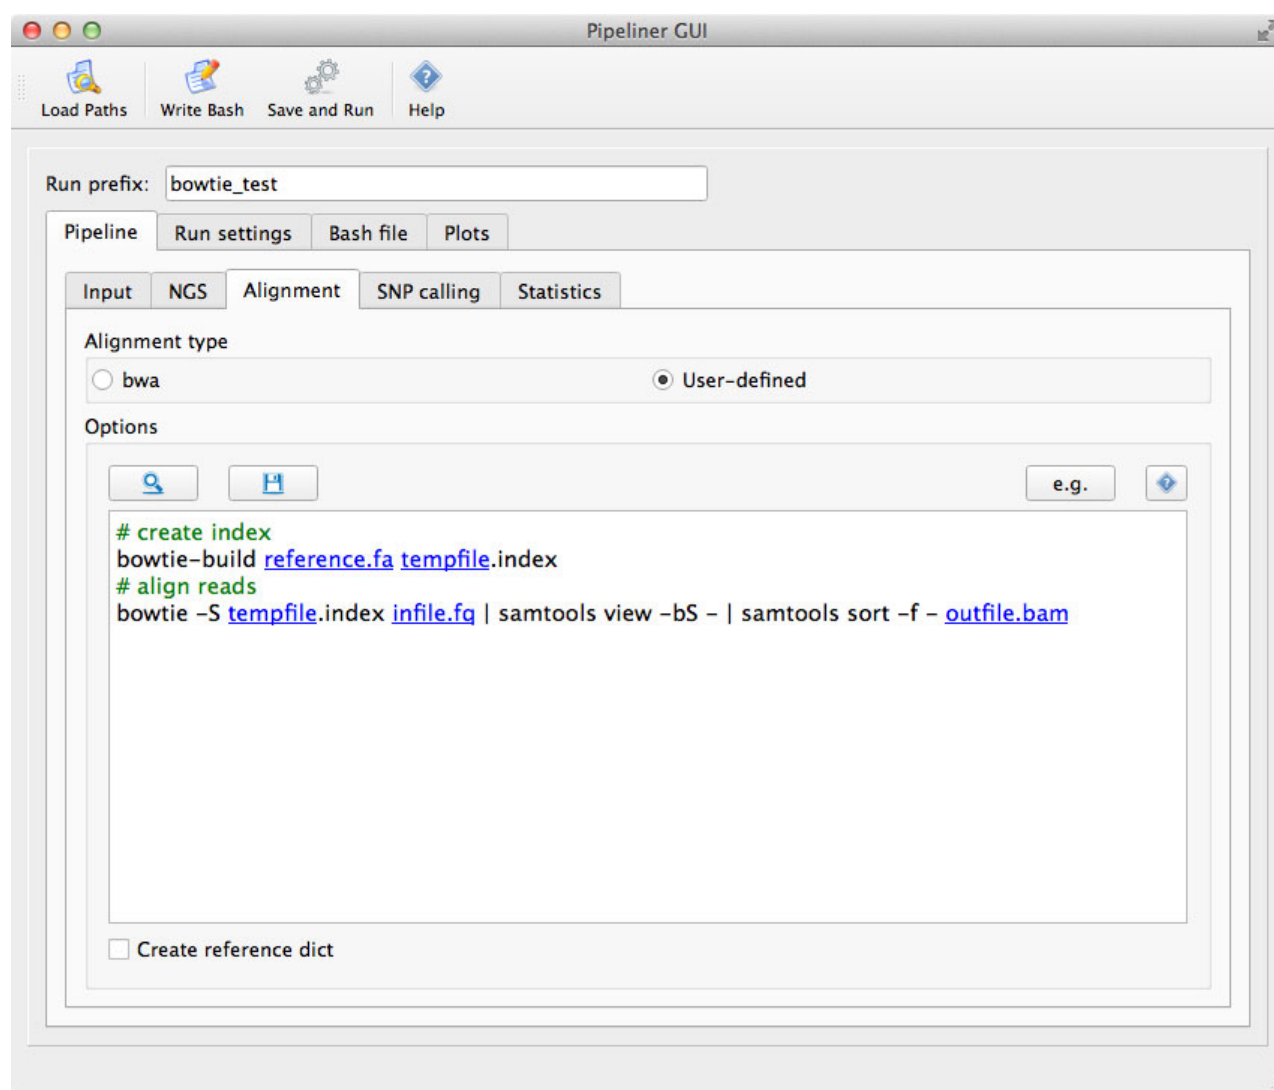 Pipeliner GUI
Load Paths Write Bash Save and Run Help
Run prefix: bowtie_test
Pipeline Run settings Bash file Plots
Input NGS Alignment SNP calling Statistics
Alignment type
bwa User-defined
Options
e.g.
# create index
bowtie-build reference.fa tempfile.index
# align reads
bowtie -S tempfile.index infile.fq | samtools view -bS - | samtools sort -f - outfile.bam
Create reference dict